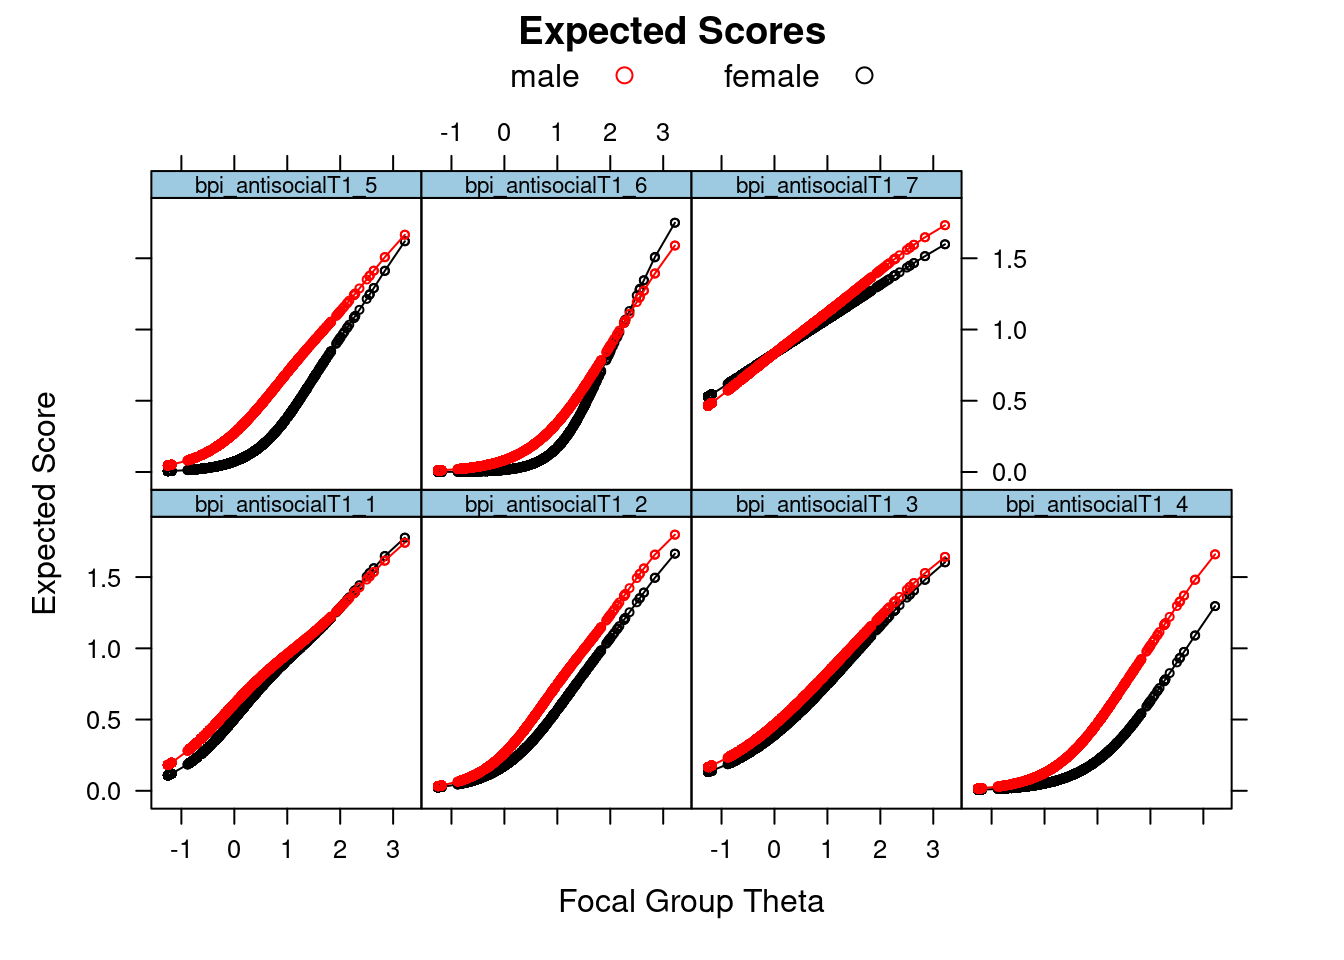 Expected Scores
male female
-1 0 1 2 3
bpi_antisocialT1_5 bpi_antisocialT1_6 bpi_antisocialT1_7
1.5
1.0
0.5
0.0
Expected Score
bpi_antisocialT1_1 bpi_antisocialT1_2 bpi_antisocialT1_3 bpi_antisocialT1_4
1.5
1.0
0.5
0.0
-1 0 1 2 3 -1 0 1 2 3
Focal Group Theta